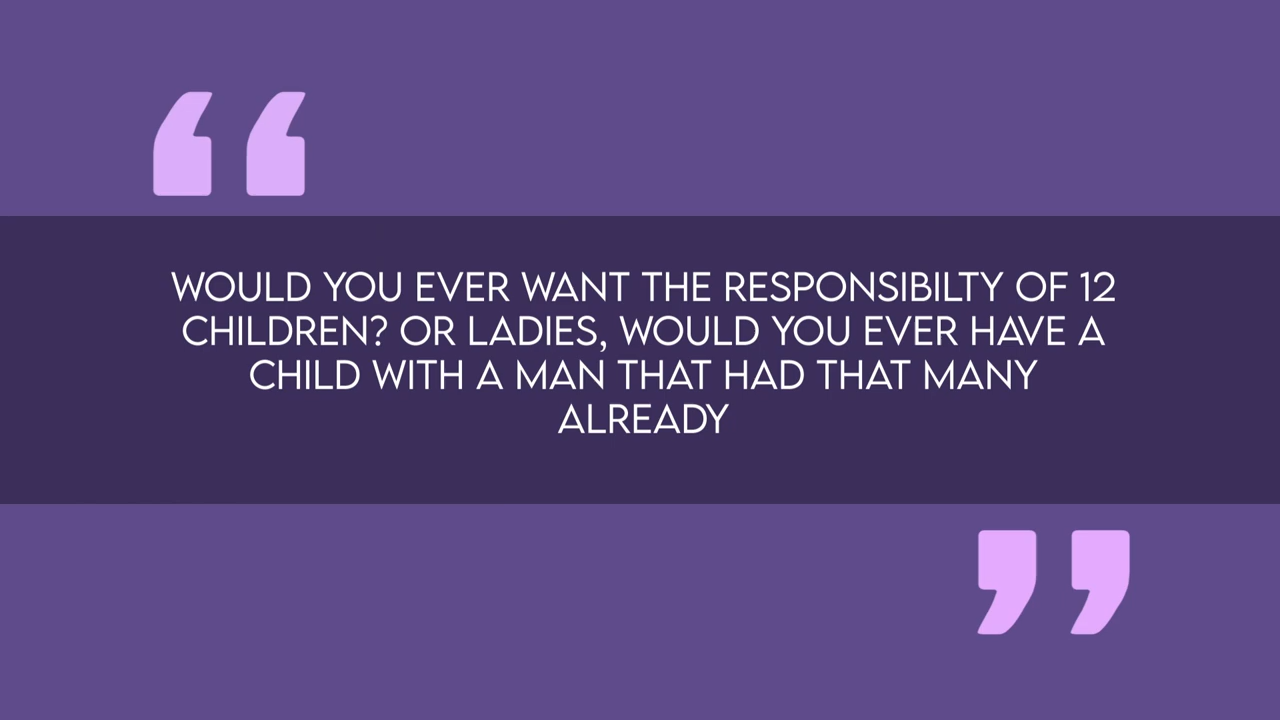 WOULD YOU EVER WANT THE RESPONSIBILTY OF 12
CHILDREN? OR LADIES, WOULD YOU EVER HAVE A
CHILD WITH A MAN THAT HAD THAT MANY
ALREADY